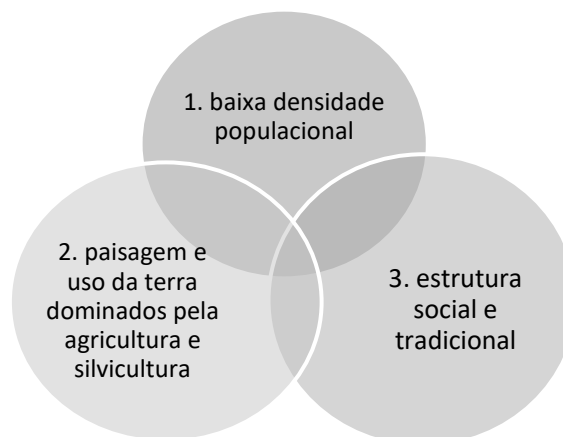 1. baixa densidade
populacional
2. paisagem e
uso da terra
dominados pela
agricultura e
silvicultura
3. estrutura
social e
tradicional